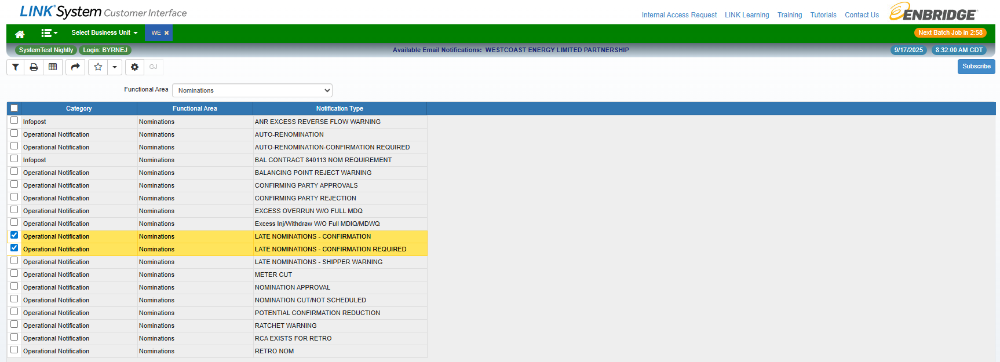 LINK® System Customer Interface
Internal Access Request LINK Learning Training Tutorials Contact Us ENBRIDGE
Select Business Unit WE Next Batch Job in 2:58
SystemTest Nightly Login: BYRNEJ Available Email Notifications: WESTCOAST ENERGY LIMITED PARTNERSHIP 9/17/2025 8:32:00 AM CDT
GJ Subscribe
Functional Area Nominations
Category Functional Area Notification Type
Infopost Nominations ANR EXCESS REVERSE FLOW WARNING
Operational Notification Nominations AUTO-RENOMINATION
Operational Notification Nominations AUTO-RENOMINATION-CONFIRMATION REQUIRED
Infopost Nominations BAL CONTRACT 840113 NOM REQUIREMENT
Operational Notification Nominations BALANCING POINT REJECT WARNING
Operational Notification Nominations CONFIRMING PARTY APPROVALS
Operational Notification Nominations CONFIRMING PARTY REJECTION
Operational Notification Nominations EXCESS OVERRUN W/O FULL MDQ
Operational Notification Nominations Excess Inj/Withdraw W/O Full MDIQ/MDWQ
Operational Notification Nominations LATE NOMINATIONS - CONFIRMATION
Operational Notification Nominations LATE NOMINATIONS - CONFIRMATION REQUIRED
Operational Notification Nominations LATE NOMINATIONS - SHIPPER WARNING
Operational Notification Nominations METER CUT
Operational Notification Nominations NOMINATION APPROVAL
Operational Notification Nominations NOMINATION CUT/NOT SCHEDULED
Operational Notification Nominations POTENTIAL CONFIRMATION REDUCTION
Operational Notification Nominations RATCHET WARNING
Operational Notification Nominations RCA EXISTS FOR RETRO
Operational Notification Nominations RETRO NOM